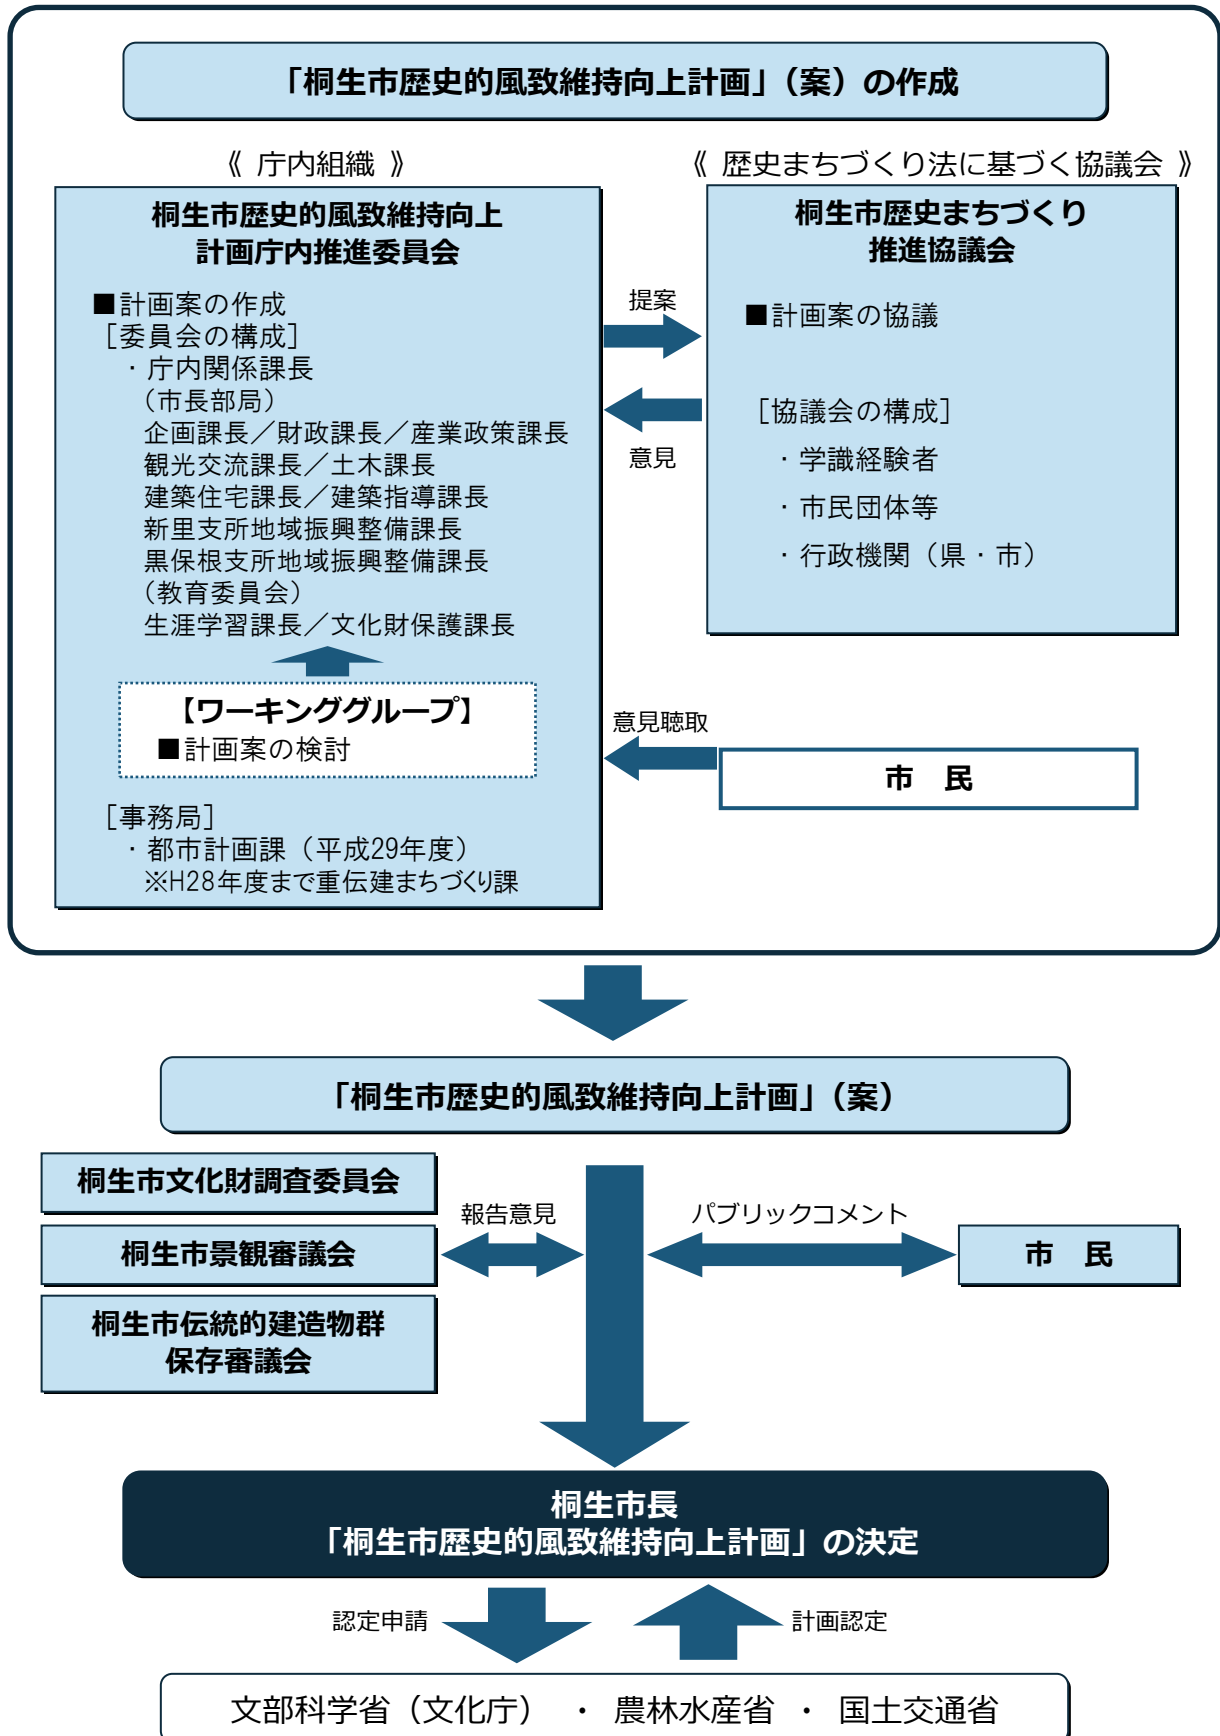 「桐生市歴史的風致維持向上計画」（案）の作成
《 庁内組織 》
桐生市歴史的風致維持向上
計画庁内推進委員会
■計画案の作成
［委員会の構成］
・庁内関係課長
（市長部局）
企画課長／財政課長／産業政策課長
観光交流課長／土木課長
建築住宅課長／建築指導課長
新里支所地域振興整備課長
黒保根支所地域振興整備課長
（教育委員会）
生涯学習課長／文化財保護課長
【ワーキンググループ】
■計画案の検討
［事務局］
・都市計画課（平成29年度）
※H28年度まで重伝建まちづくり課
提案
意見
《 歴史まちづくり法に基づく協議会 》
桐生市歴史まちづくり
推進協議会
■計画案の協議
［協議会の構成］
・学識経験者
・市民団体等
・行政機関（県・市）
意見聴取
市　民
「桐生市歴史的風致維持向上計画」（案）
桐生市文化財調査委員会
桐生市景観審議会
桐生市伝統的建造物群
保存審議会
報告意見
パブリックコメント
市　民
桐生市長
「桐生市歴史的風致維持向上計画」の決定
認定申請
計画認定
文部科学省（文化庁）　・　農林水産省　・　国土交通省